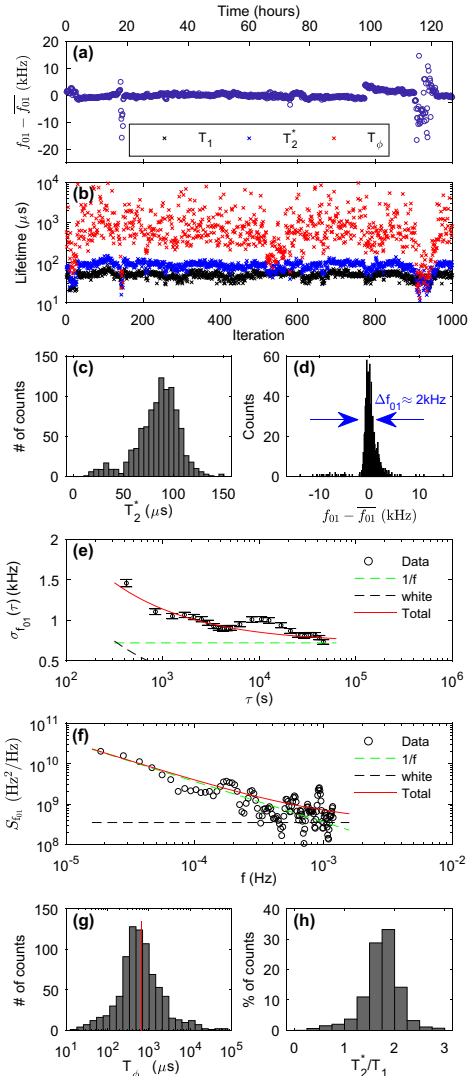 Time (hours)
0 20 40 60 80 100 120
(a)
20
10
0
-10
-20
f01 − f01 (kHz)
× T1 × T2* × Tϕ
(b)
10^4
10^3
10^2
10^1
Lifetime (μs)
0 200 400 600 800 1000
Iteration
(c)
150
100
50
0
# of counts
0 50 100 150
T2* (μs)
(d)
60
40
20
0
Counts
Δf01 ≈ 2kHz
-10 0 10
f01 − f01 (kHz)
(e)
2
1.5
1
0.5
σf01(τ) (kHz)
Data
1/f
white
Total
10^2 10^3 10^4 10^5 10^6
τ (s)
(f)
10^11
10^10
10^9
10^8
Sf01 (Hz^2/Hz)
Data
1/f
white
Total
10^-5 10^-4 10^-3 10^-2
f (Hz)
(g)
150
100
50
0
# of counts
10^1 10^2 10^3 10^4 10^5
Tϕ (μs)
(h)
40
30
20
10
0
% of counts
0 1 2 3
T2*/T1